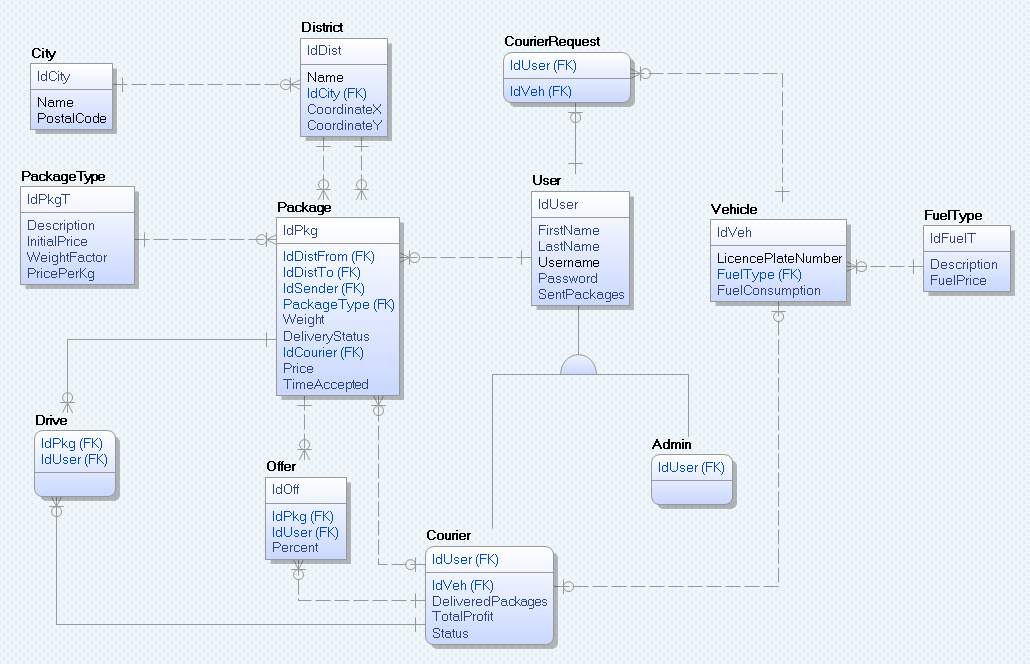 City
IdCity
Name
PostalCode
District
IdDist
Name
IdCity (FK)
CoordinateX
CoordinateY
CourierRequest
IdUser (FK)
IdVeh (FK)
PackageType
IdPkgT
Description
InitialPrice
WeightFactor
PricePerKg
Package
IdPkg
IdDistFrom (FK)
IdDistTo (FK)
IdSender (FK)
PackageType (FK)
Weight
DeliveryStatus
IdCourier (FK)
Price
TimeAccepted
User
IdUser
FirstName
LastName
Username
Password
SentPackages
Vehicle
IdVeh
LicencePlateNumber
FuelType (FK)
FuelConsumption
FuelType
IdFuelT
Description
FuelPrice
Drive
IdPkg (FK)
IdUser (FK)
Offer
IdOff
IdPkg (FK)
IdUser (FK)
Percent
Courier
IdUser (FK)
IdVeh (FK)
DeliveredPackages
TotalProfit
Status
Admin
IdUser (FK)